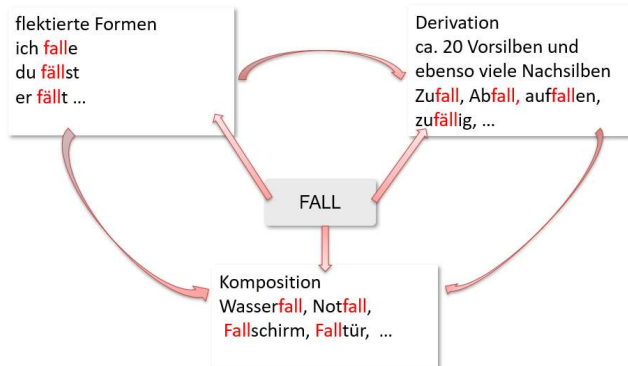 flektierte Formen
ich falle
du fällst
er fällt ...
Derivation
ca. 20 Vorsilben und
ebenso viele Nachsilben
Zufall, Abfall, auffallen,
zufällig, ...
FALL
Komposition
Wasserfall, Notfall,
Fallschirm, Falltür, ...